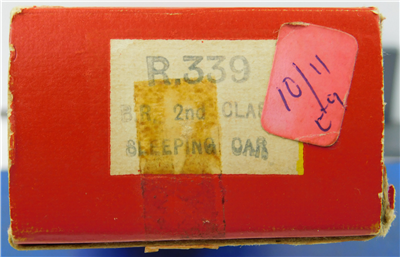 R.339
B.R. 2nd CLAS
SLEEPING CAR
10/11